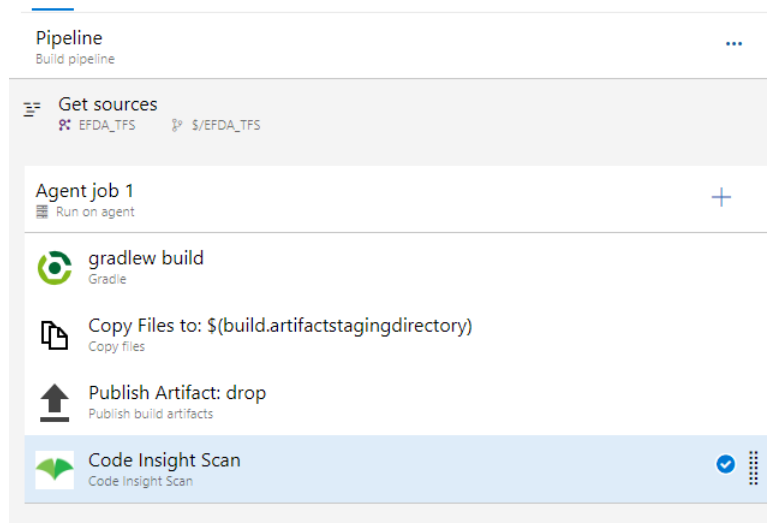 Pipeline
Build pipeline
Get sources
EFDA_TFS $/EFDA_TFS
Agent job 1
Run on agent
gradlew build
Gradle
Copy Files to: $(build.artifactstagingdirectory)
Copy files
Publish Artifact: drop
Publish build artifacts
Code Insight Scan
Code Insight Scan